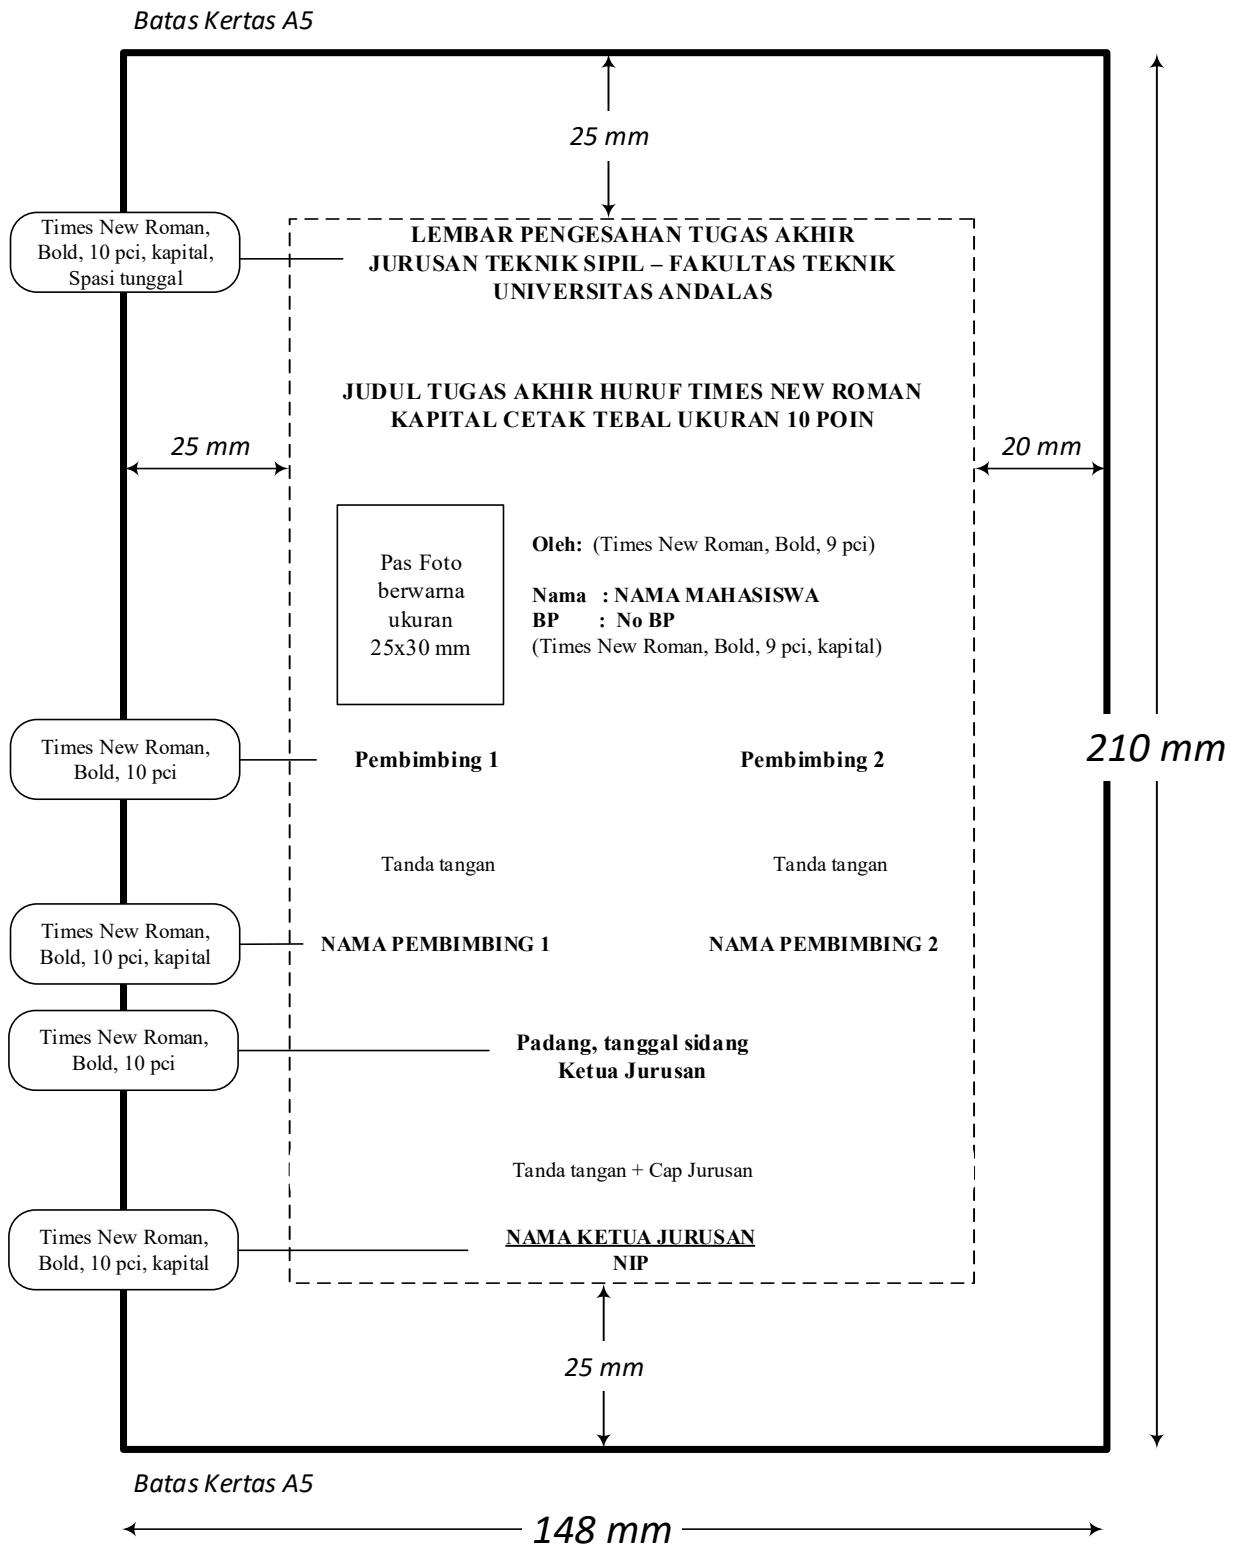 Batas Kertas A5
25 mm
Times New Roman,
Bold, 10 pci, kapital,
Spasi tunggal
LEMBAR PENGESAHAN TUGAS AKHIR
JURUSAN TEKNIK SIPIL – FAKULTAS TEKNIK
UNIVERSITAS ANDALAS
JUDUL TUGAS AKHIR HURUF TIMES NEW ROMAN
KAPITAL CETAK TEBAL UKURAN 10 POIN
25 mm
20 mm
Pas Foto
berwarna
ukuran
25x30 mm
Oleh: (Times New Roman, Bold, 9 pci)
Nama : NAMA MAHASISWA
BP : No BP
(Times New Roman, Bold, 9 pci, kapital)
Times New Roman,
Bold, 10 pci
Pembimbing 1
Pembimbing 2
210 mm
Tanda tangan
Tanda tangan
Times New Roman,
Bold, 10 pci, kapital
NAMA PEMBIMBING 1
NAMA PEMBIMBING 2
Times New Roman,
Bold, 10 pci
Padang, tanggal sidang
Ketua Jurusan
Tanda tangan + Cap Jurusan
Times New Roman,
Bold, 10 pci, kapital
NAMA KETUA JURUSAN
NIP
25 mm
Batas Kertas A5
148 mm